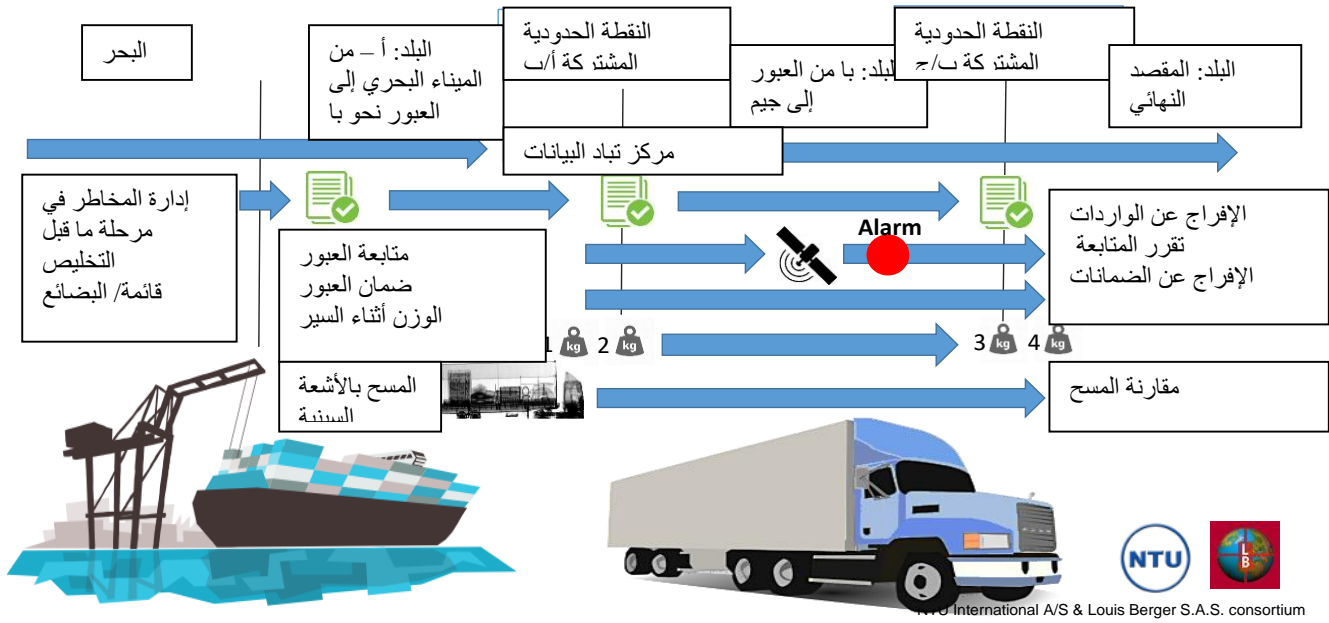 البحر
البلد: أ – من
الميناء البحري إلى
العبور نحو با
النقطة الحدودية
المشتركة أ/ب
البلد: با من العبور
إلى جيم
النقطة الحدودية
المشتركة ب/ج
البلد: المقصد
النهائي
مركز تباد البيانات
إدارة المخاطر في
مرحلة ما قبل
التخليص
قائمة/ البضائع
متابعة العبور
ضمان العبور
الوزن أثناء السير
Alarm
الإفراج عن الواردات
تقرر المتابعة
الإفراج عن الضمانات
1 kg 2 kg
3 kg 4 kg
المسح بالأشعة
السينية
مقارنة المسح
NTU
L
B
NTU International A/S & Louis Berger S.A.S. consortium